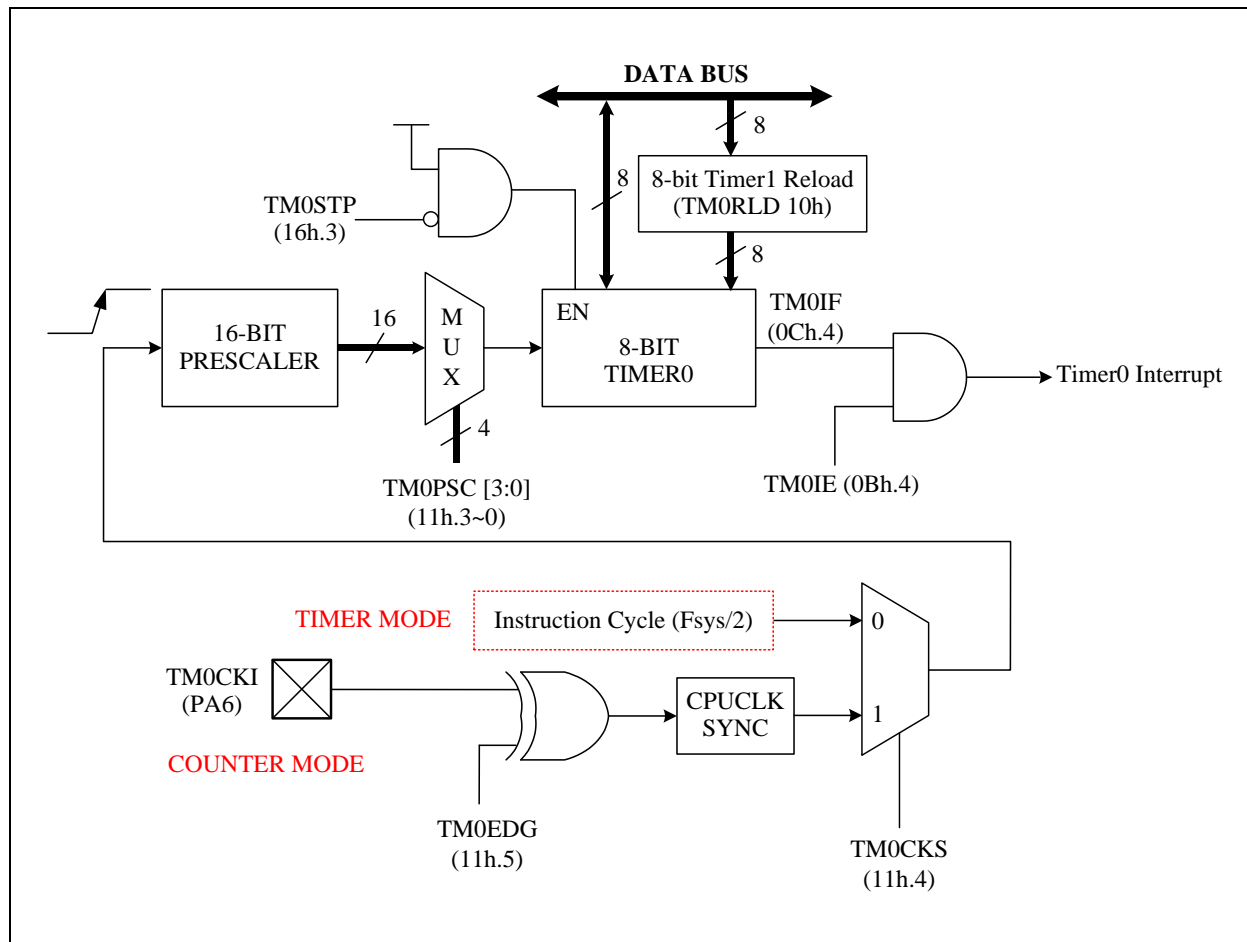 DATA BUS
8
8-bit Timer1 Reload
(TM0RLD 10h)
8
8
TM0STP
(16h.3)
16-BIT
PRESCALER
16
M
U
X
4
TM0PSC [3:0]
(11h.3~0)
EN
8-BIT
TIMER0
TM0IF
(0Ch.4)
Timer0 Interrupt
TM0IE (0Bh.4)
TIMER MODE
Instruction Cycle (Fsys/2)
0
TM0CKI
(PA6)
CPUCLK
SYNC
1
COUNTER MODE
TM0EDG
(11h.5)
TM0CKS
(11h.4)